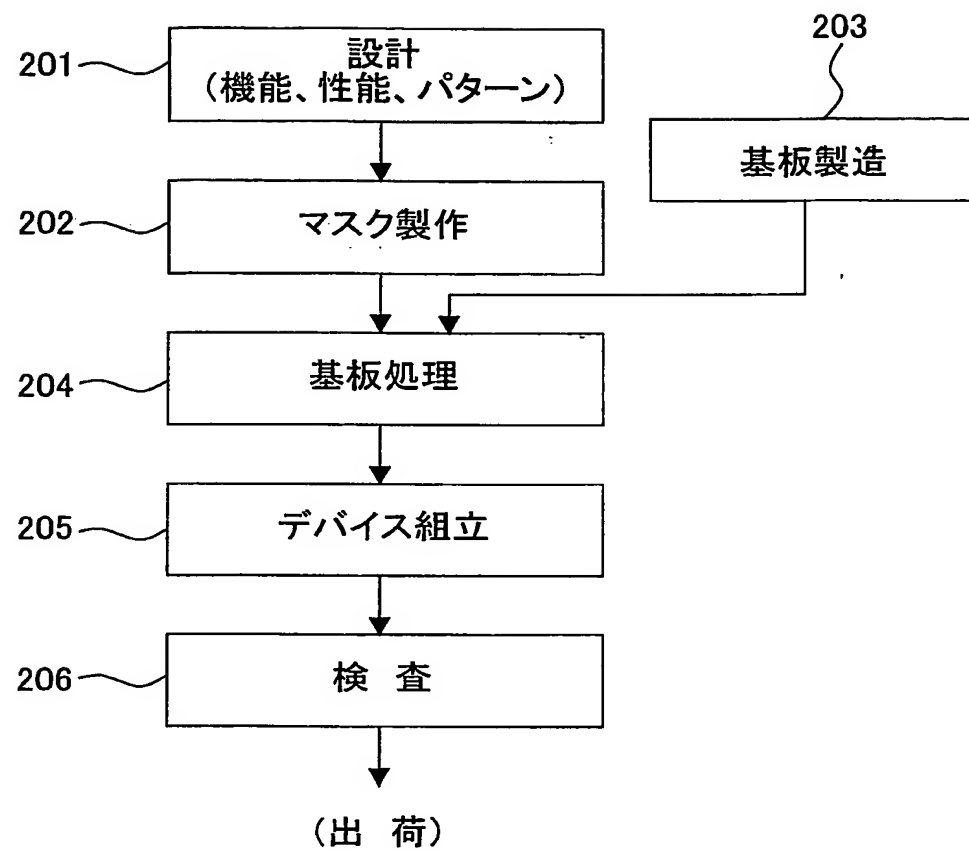 201
設計
（機能、性能、パターン）
203
基板製造
202
マスク製作
204
基板処理
205
デバイス組立
206
検 査
（出 荷）